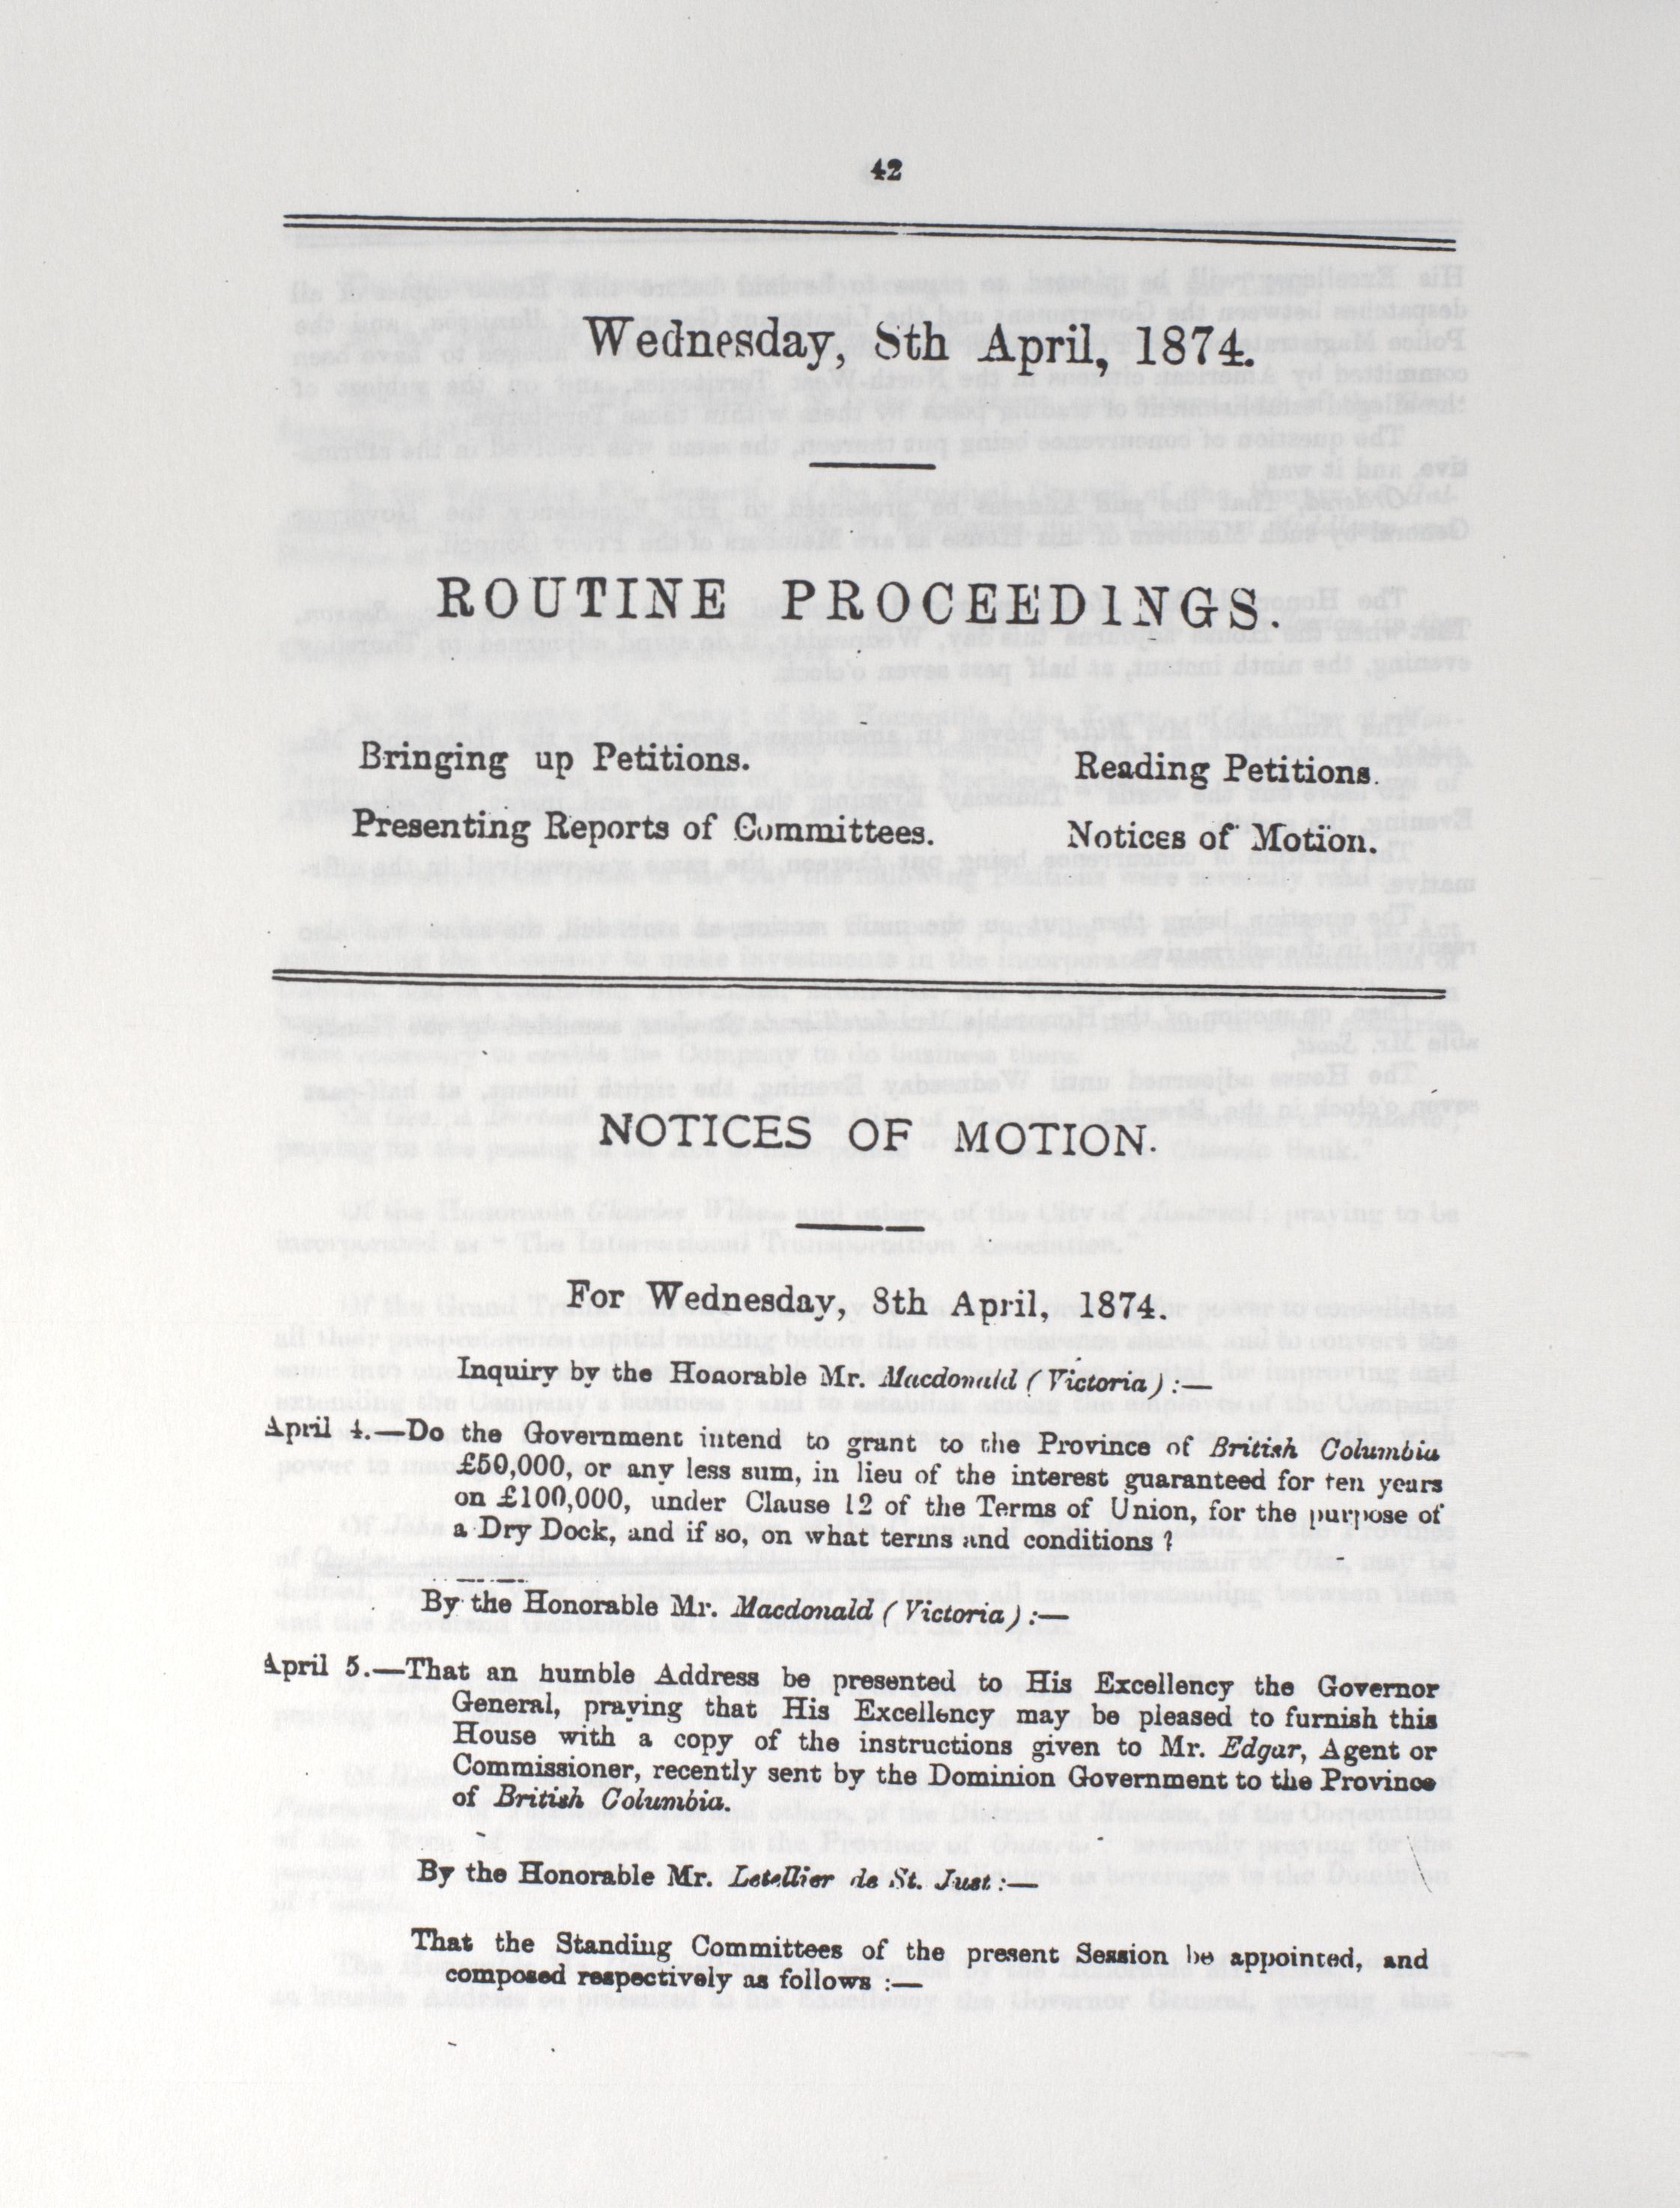 42
Wednesday, 8th April, 1874.
ROUTINE PROCEEDINGS.
Bringing up Petitions.
Reading Petitions.
Presenting Reports of Committees.
Notices of Motion.
NOTICES OF MOTION.
For Wednesday, 8th April, 1874.
Inquiry by the Honorable Mr. Macdonald (Victoria) :—
April 4.—Do the Government intend to grant to the Province of British Columbia
£50,000, or any less sum, in lieu of the interest guaranteed for ten years
on £100,000, under Clause 12 of the Terms of Union, for the purpose of
a Dry Dock, and if so, on what terms and conditions ?
By the Honorable Mr. Macdonald (Victoria) :—
April 5.—That an humble Address be presented to His Excellency the Governor
General, praying that His Excellency may be pleased to furnish this
House with a copy of the instructions given to Mr. Edgar, Agent or
Commissioner, recently sent by the Dominion Government to the Province
of British Columbia.
By the Honorable Mr. Letellier de St. Just :—
That the Standing Committees of the present Session be appointed, and
composed respectively as follows :—